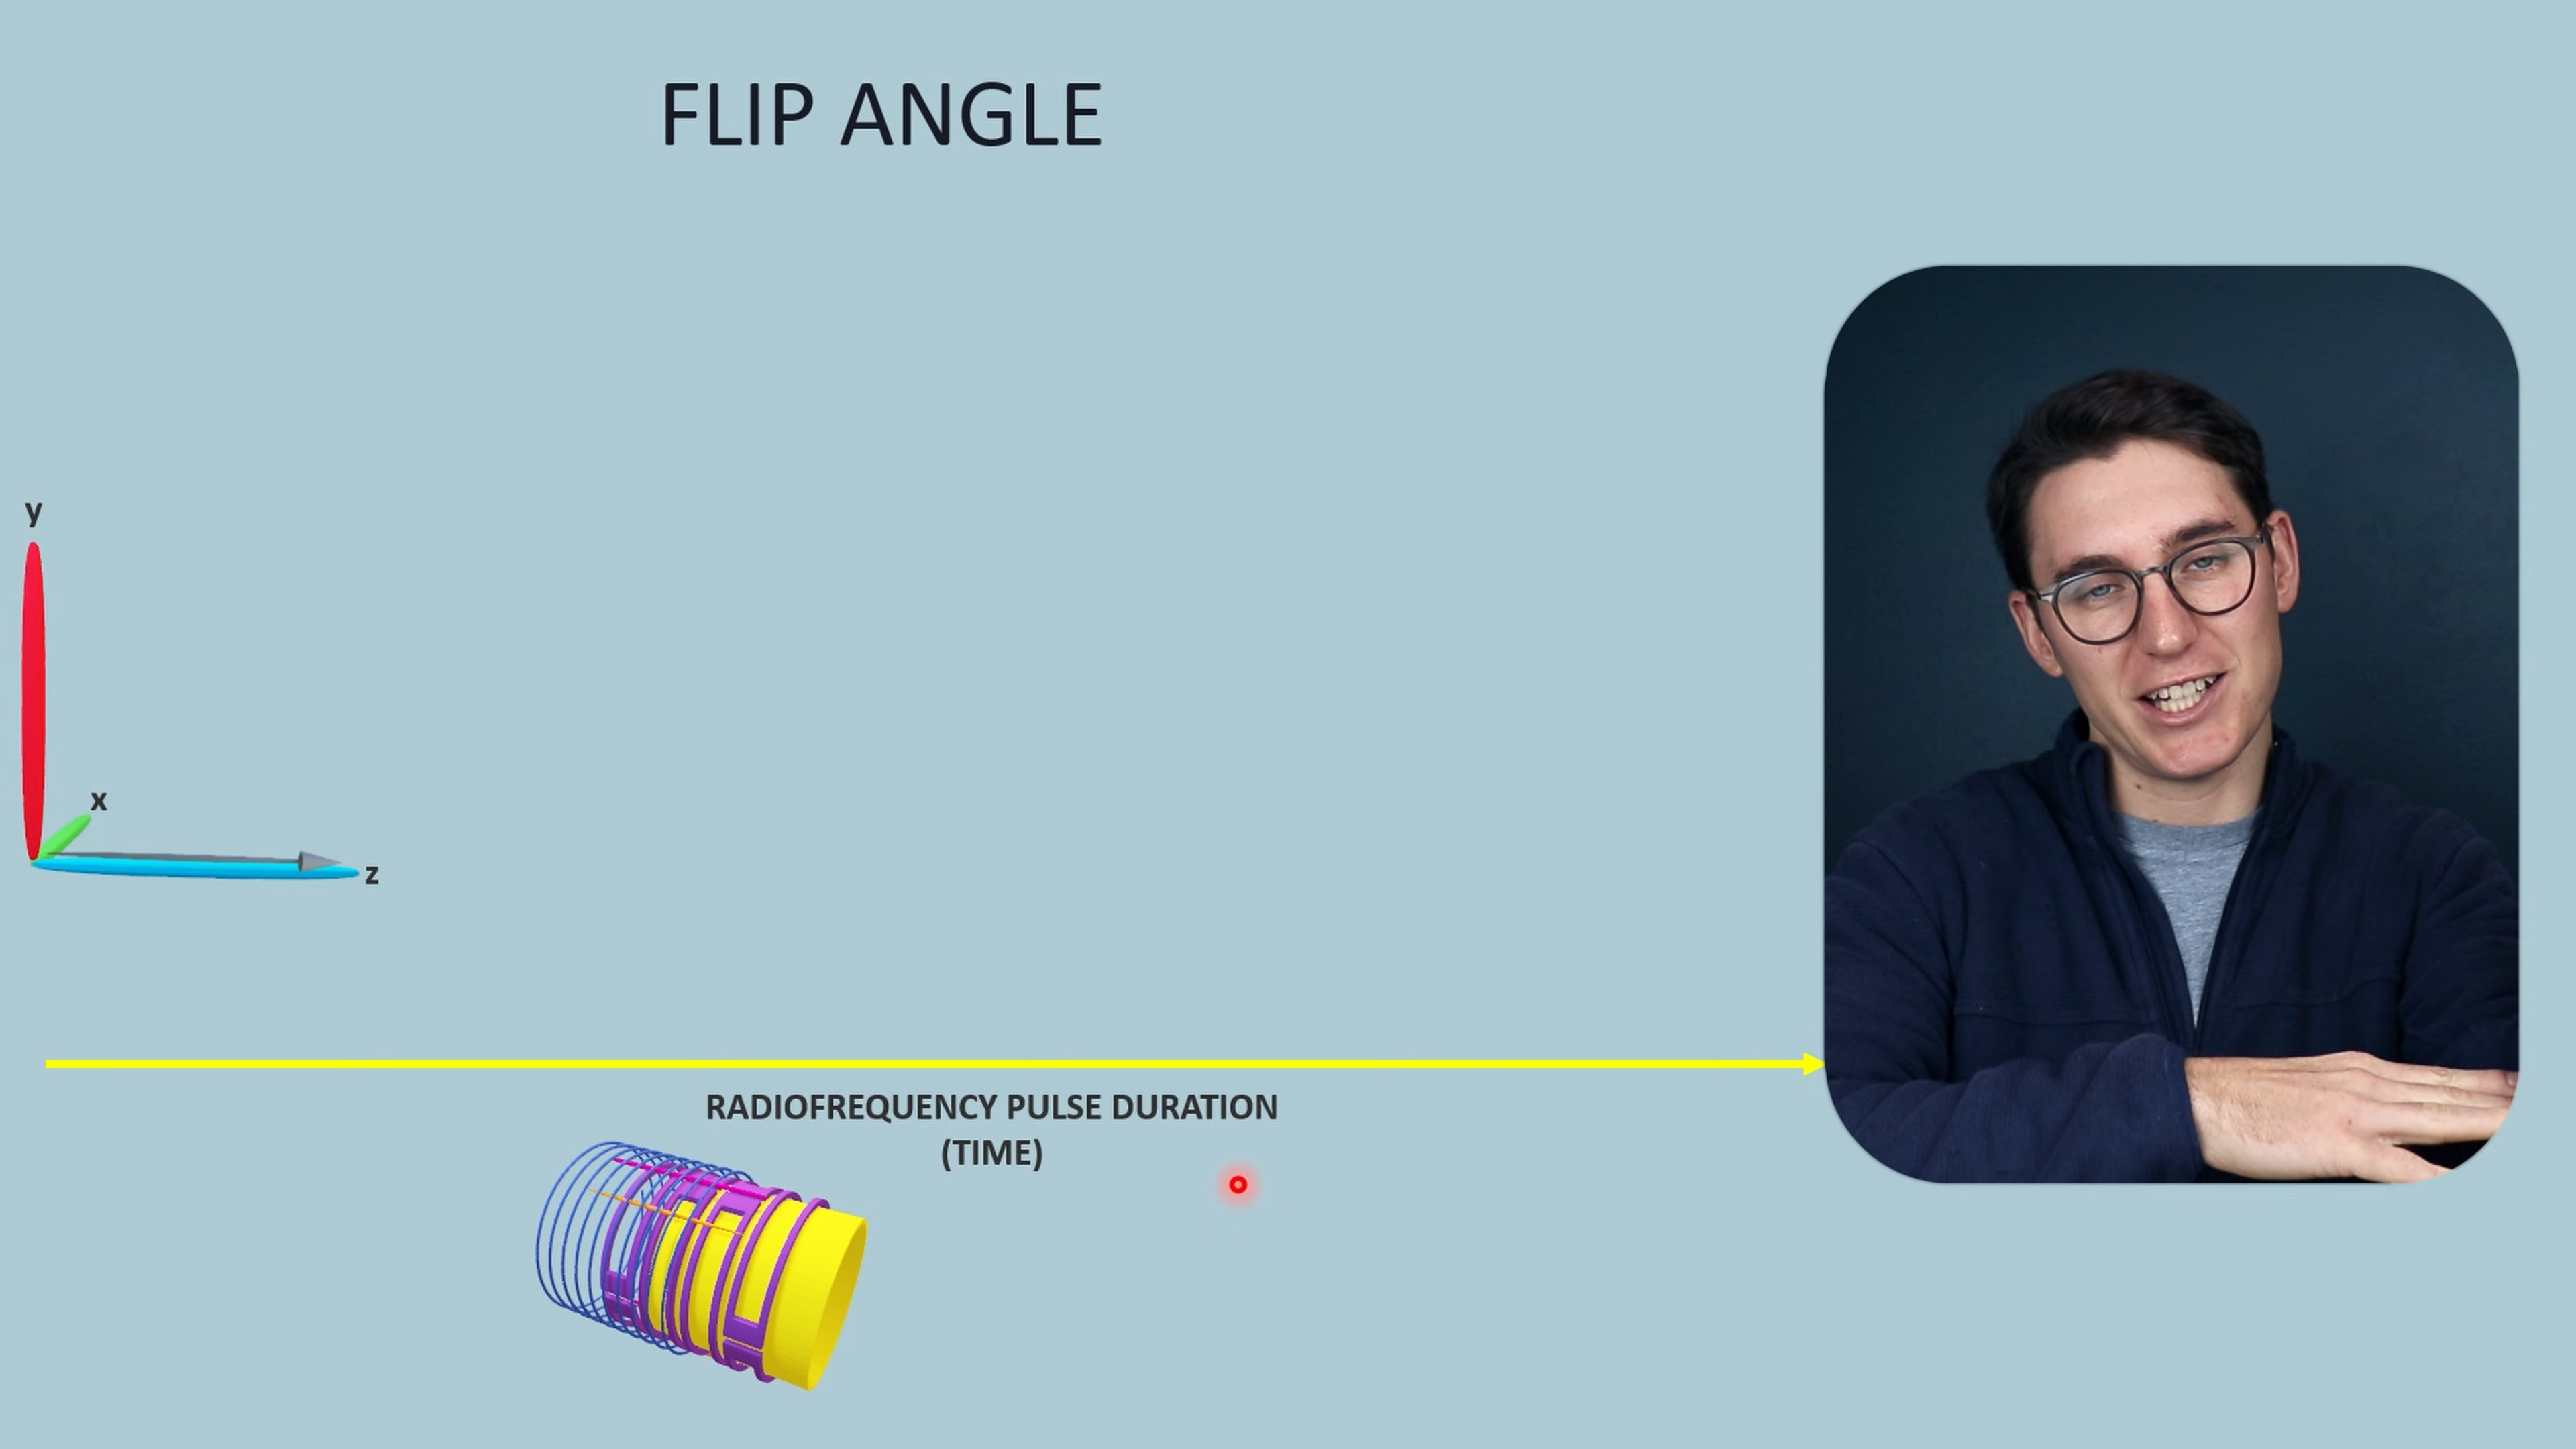 FLIP ANGLE
y
x
z
RADIOFREQUENCY PULSE DURATION
(TIME)